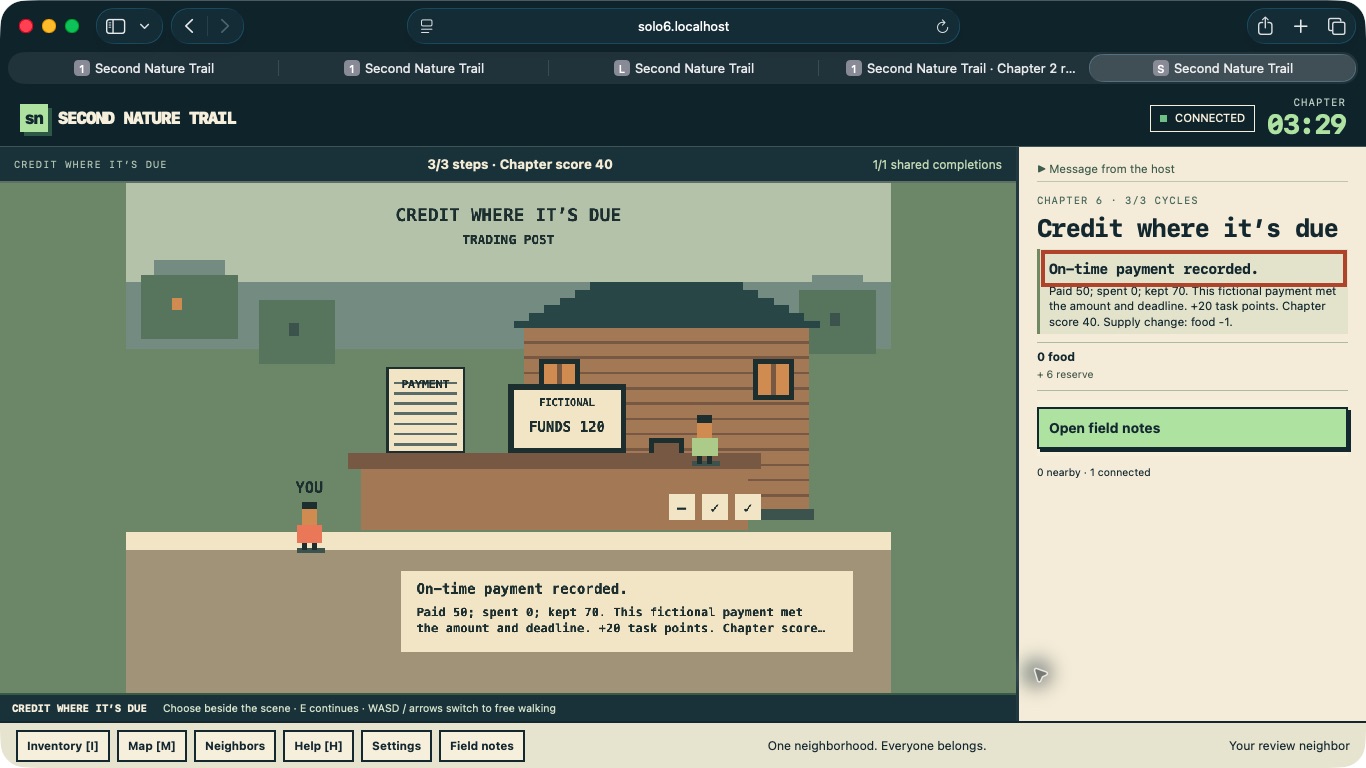 solo6.localhost
1 Second Nature Trail
1 Second Nature Trail
L Second Nature Trail
1 Second Nature Trail · Chapter 2 r...
S Second Nature Trail
sn SECOND NATURE TRAIL
CONNECTED
CHAPTER
03:29
CREDIT WHERE IT'S DUE
3/3 steps · Chapter score 40
1/1 shared completions
CREDIT WHERE IT'S DUE
TRADING POST
PAYMENT
FICTIONAL
FUNDS 120
YOU
– ✓ ✓
On-time payment recorded.
Paid 50; spent 0; kept 70. This fictional payment met
the amount and deadline. +20 task points. Chapter score…
CREDIT WHERE IT'S DUE
Choose beside the scene · E continues · WASD / arrows switch to free walking
▶ Message from the host
CHAPTER 6 · 3/3 CYCLES
Credit where it's due
On-time payment recorded.
Paid 50; spent 0; kept 70. This fictional payment met
the amount and deadline. +20 task points. Chapter
score 40. Supply change: food -1.
0 food
+ 6 reserve
Open field notes
0 nearby · 1 connected
Inventory [I]
Map [M]
Neighbors
Help [H]
Settings
Field notes
One neighborhood. Everyone belongs.
Your review neighbor